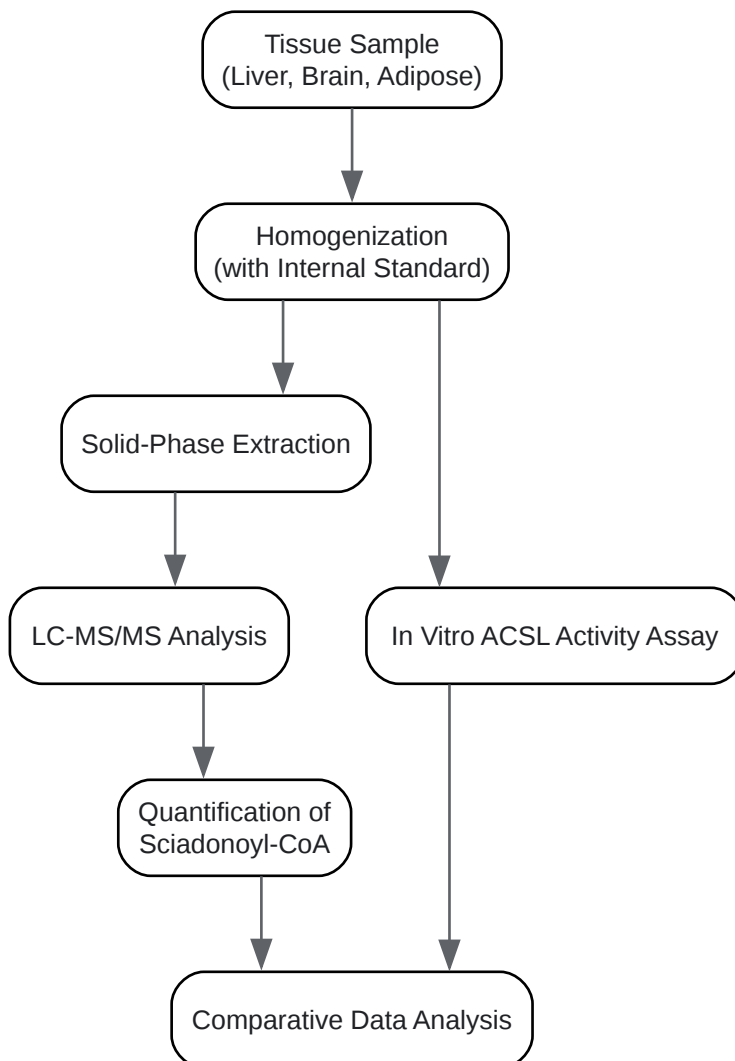 Tissue Sample
(Liver, Brain, Adipose)
Homogenization
(with Internal Standard)
Solid-Phase Extraction
LC-MS/MS Analysis
In Vitro ACSL Activity Assay
Quantification of
Sciadonoyl-CoA
Comparative Data Analysis